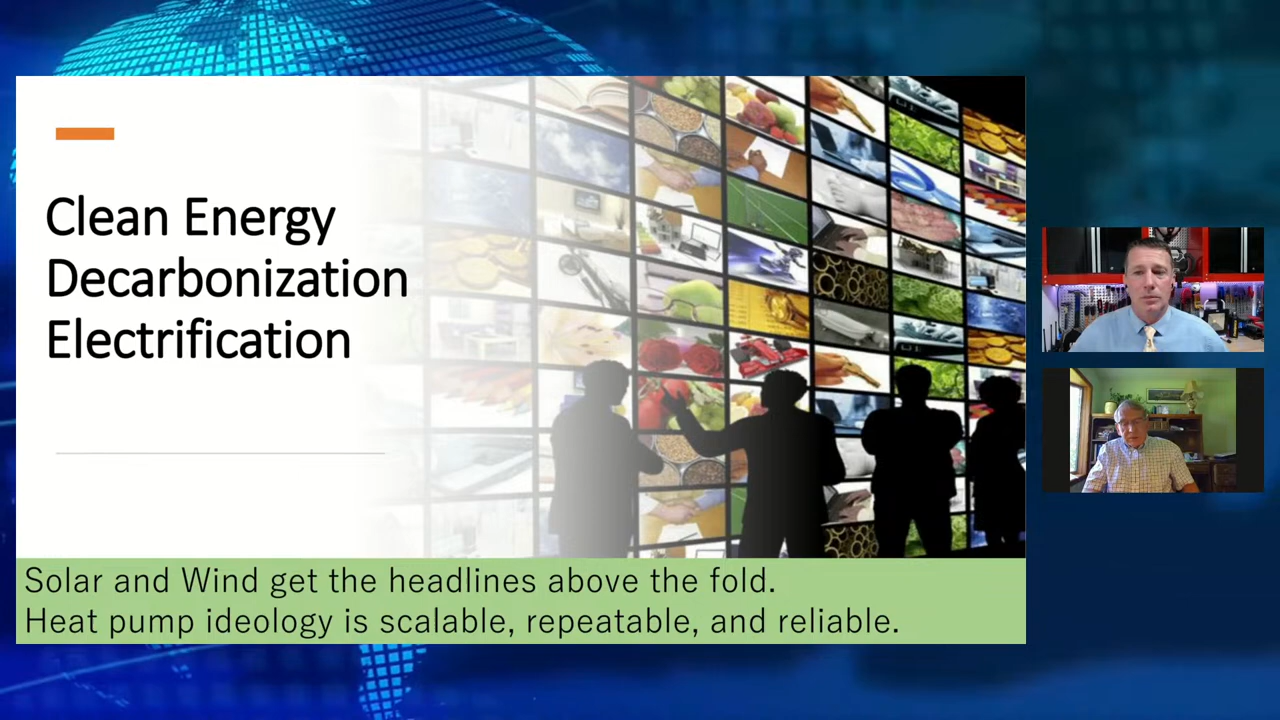 Clean Energy
Decarbonization
Electrification
Solar and Wind get the headlines above the fold.
Heat pump ideology is scalable, repeatable, and reliable.